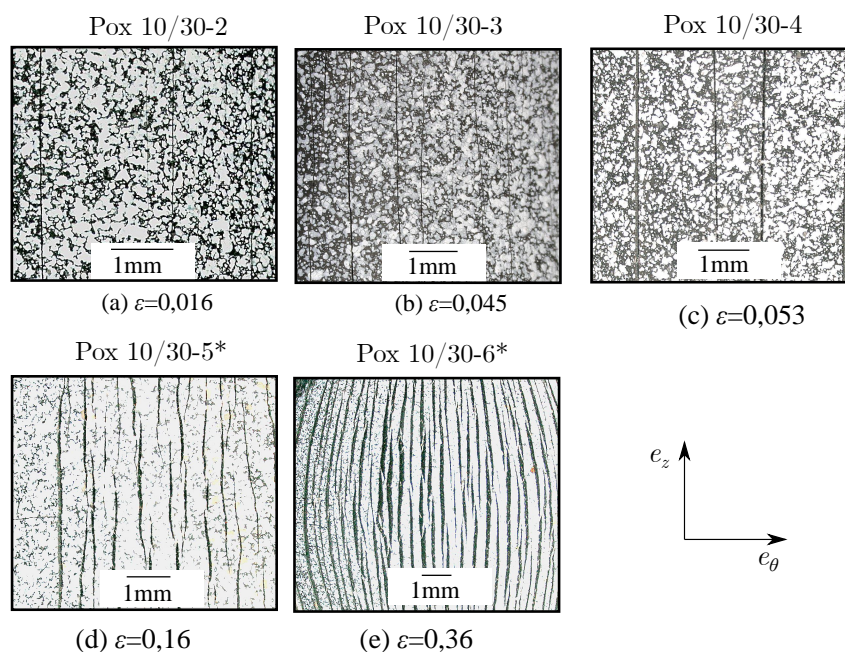 Pox 10/30-2
Pox 10/30-3
Pox 10/30-4
1mm
1mm
1mm
(a) ε=0,016
(b) ε=0,045
(c) ε=0,053
Pox 10/30-5*
Pox 10/30-6*
1mm
1mm
e_z
e_θ
(d) ε=0,16
(e) ε=0,36